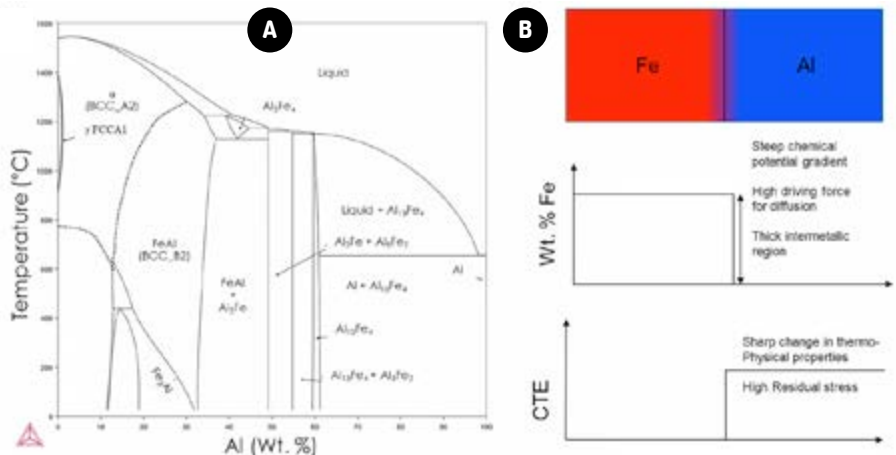 A
1600
1400
1200
1000
800
600
400
200
0
Temperature (°C)
0 10 20 30 40 50 60 70 80 90 100
Al (Wt. %)
α
(BCC_A2)
γ FCCA1
Liquid
Al₅Fe₄
FeAl
(BCC_B2)
FeAl
+
Al₂Fe
Fe₃Al
Liquid + Al₁₃Fe₄
Al₂Fe + Al₅Fe₂
Al + Al₁₃Fe₄
Al
Al₁₃Fe₄
Al₁₃Fe₄ + Al₅Fe₂
B
Fe
Al
Wt. % Fe
Steep chemical
potential gradient
High driving force
for diffusion
Thick intermetallic
region
CTE
Sharp change in thermo-
Physical properties
High Residual stress